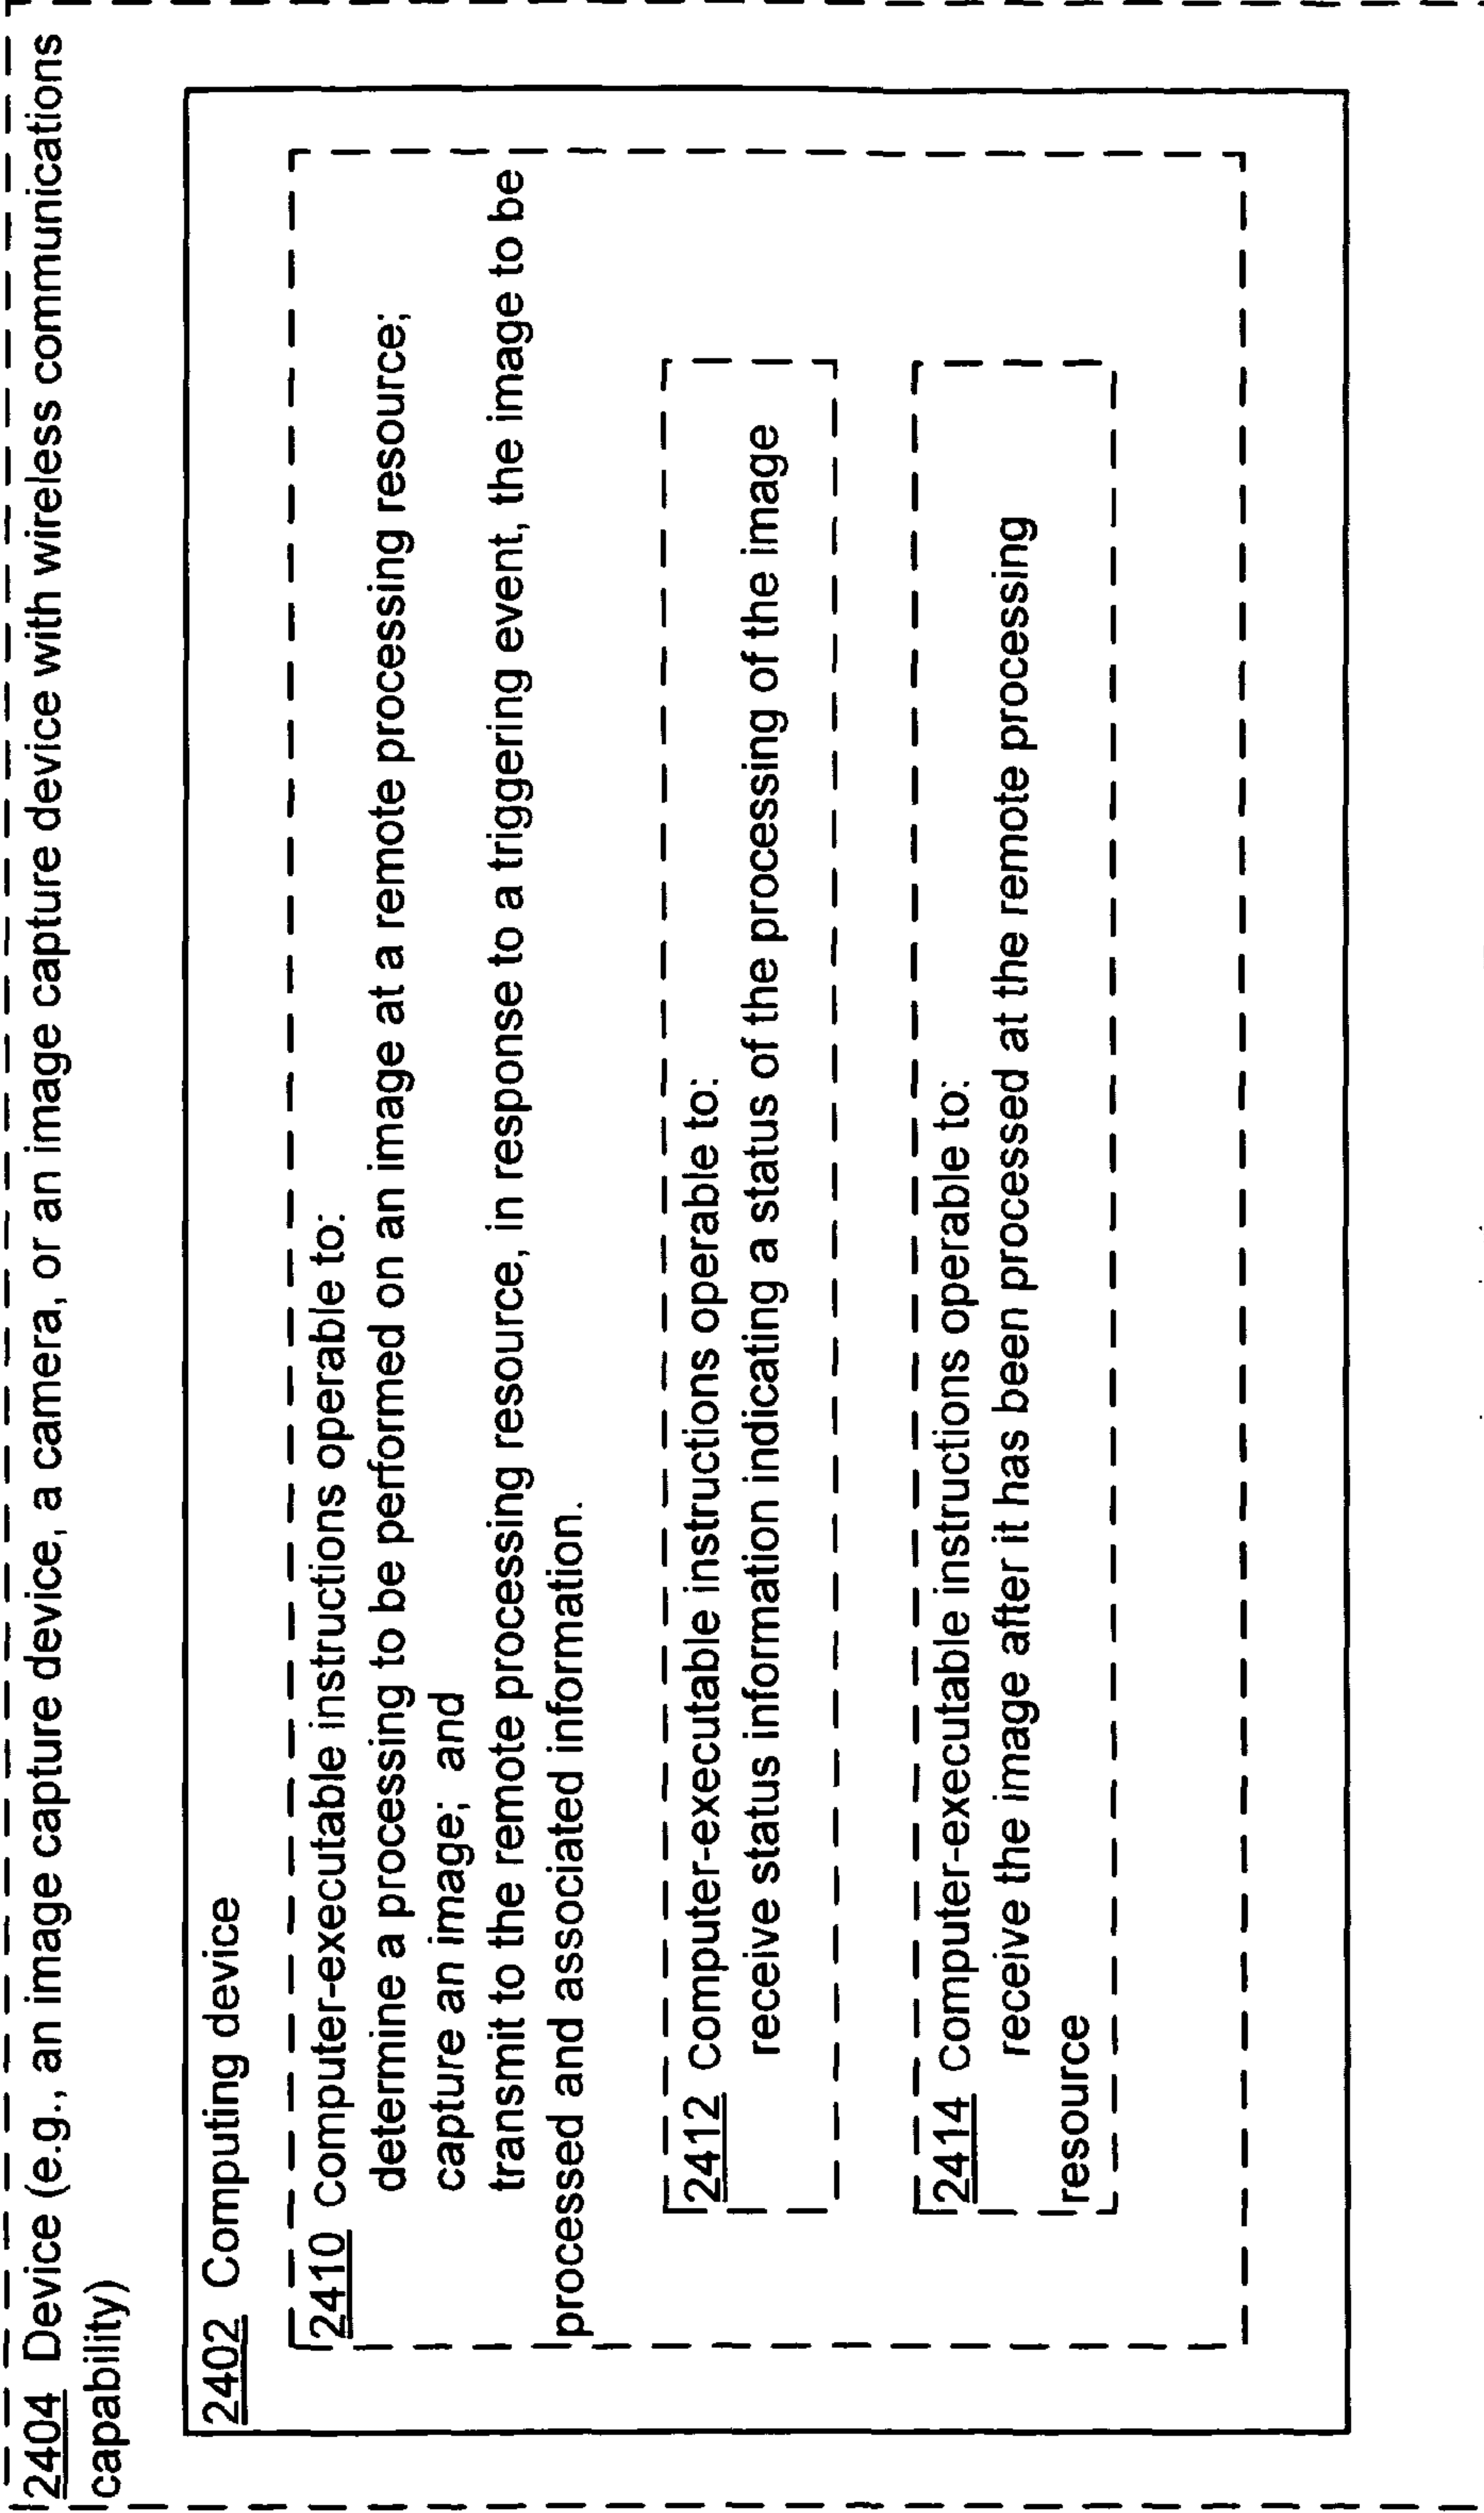 2404 Device (e.g., an image capture device, a camera, or an image capture device with wireless communications
capability)
2402 Computing device
2410 Computer-executable instructions operable to:
determine a processing to be performed on an image at a remote processing resource;
capture an image; and
transmit to the remote processing resource, in response to a triggering event, the image to be
processed and associated information.
2412 Computer-executable instructions operable to:
receive status information indicating a status of the processing of the image
2414 Computer-executable instructions operable to:
receive the image after it has been processed at the remote processing
resource